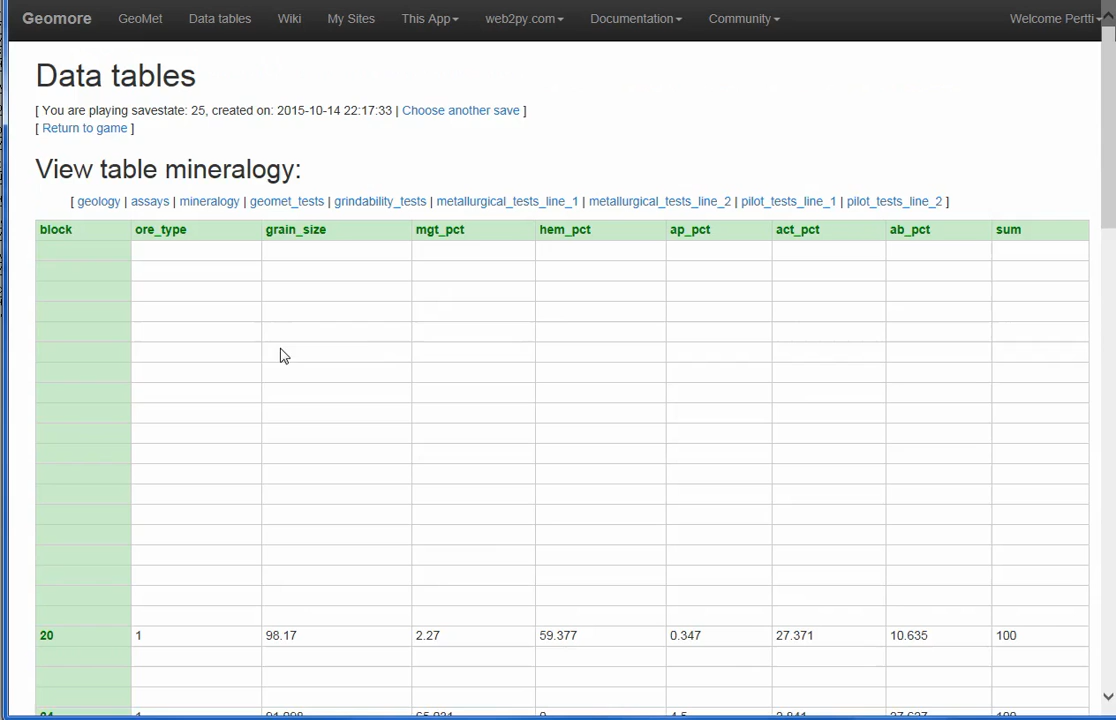 Geomore GeoMet Data tables Wiki My Sites This App web2py.com Documentation Community Welcome Pertti
Data tables
[ You are playing savestate: 25, created on: 2015-10-14 22:17:33 | Choose another save ]
[ Return to game ]
View table mineralogy:
[ geology | assays | mineralogy | geomet_tests | grindability_tests | metallurgical_tests_line_1 | metallurgical_tests_line_2 | pilot_tests_line_1 | pilot_tests_line_2 ]
block ore_type grain_size mgt_pct hem_pct ap_pct act_pct ab_pct sum
20 1 98.17 2.27 59.377 0.347 27.371 10.635 100